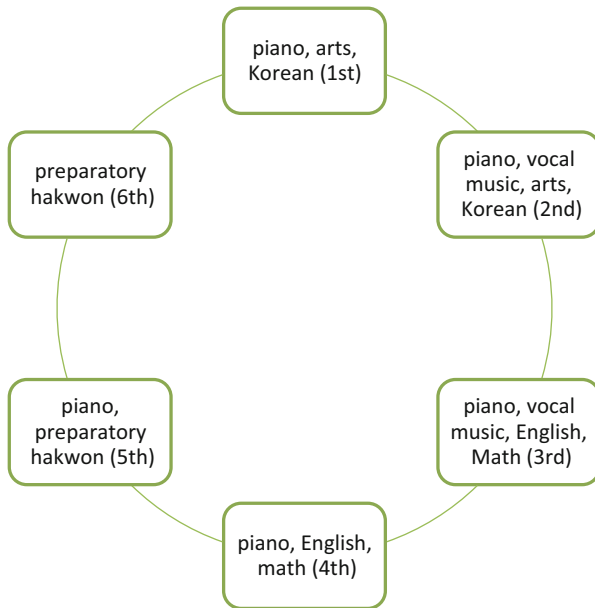 piano, arts,
Korean (1st)
piano, vocal
music, arts,
Korean (2nd)
piano, vocal
music, English,
Math (3rd)
piano, English,
math (4th)
piano,
preparatory
hakwon (5th)
preparatory
hakwon (6th)